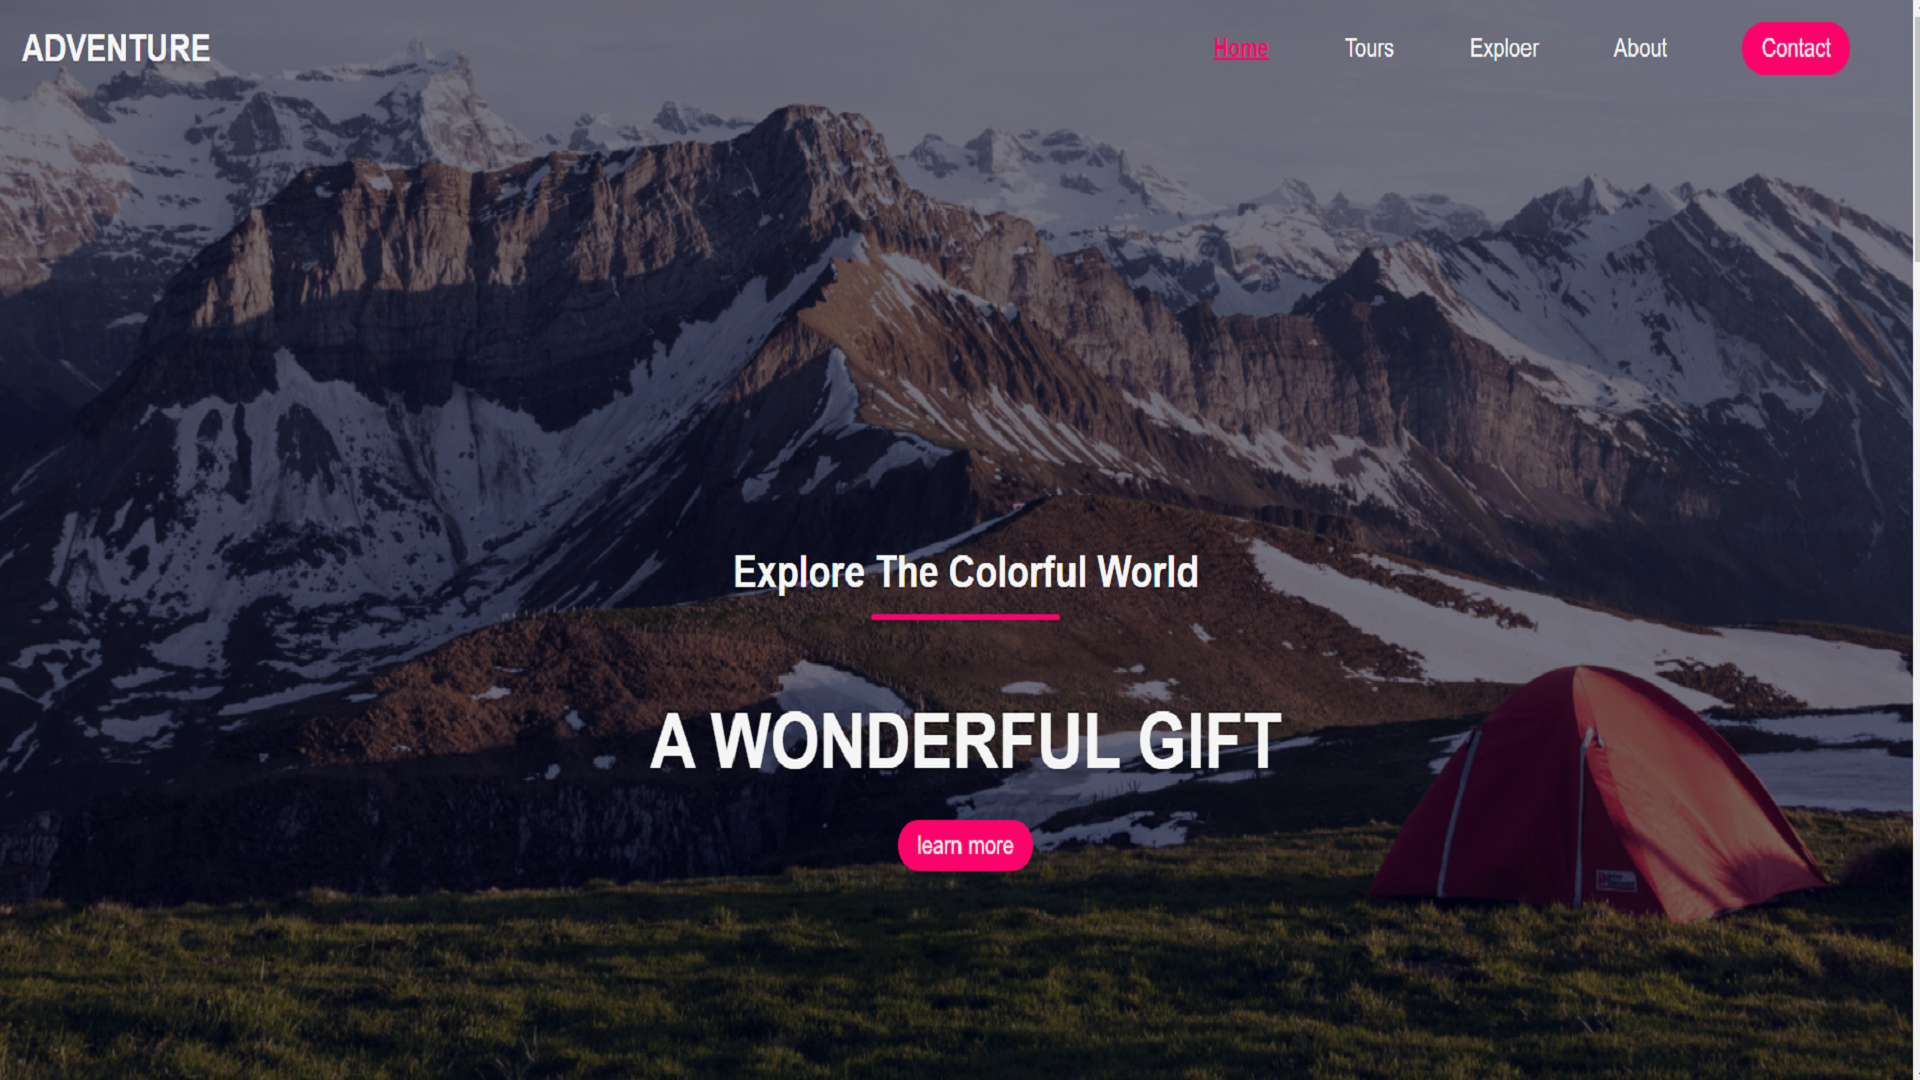 ADVENTURE
Home Tours Exploer About Contact
Explore The Colorful World
A WONDERFUL GIFT
learn more